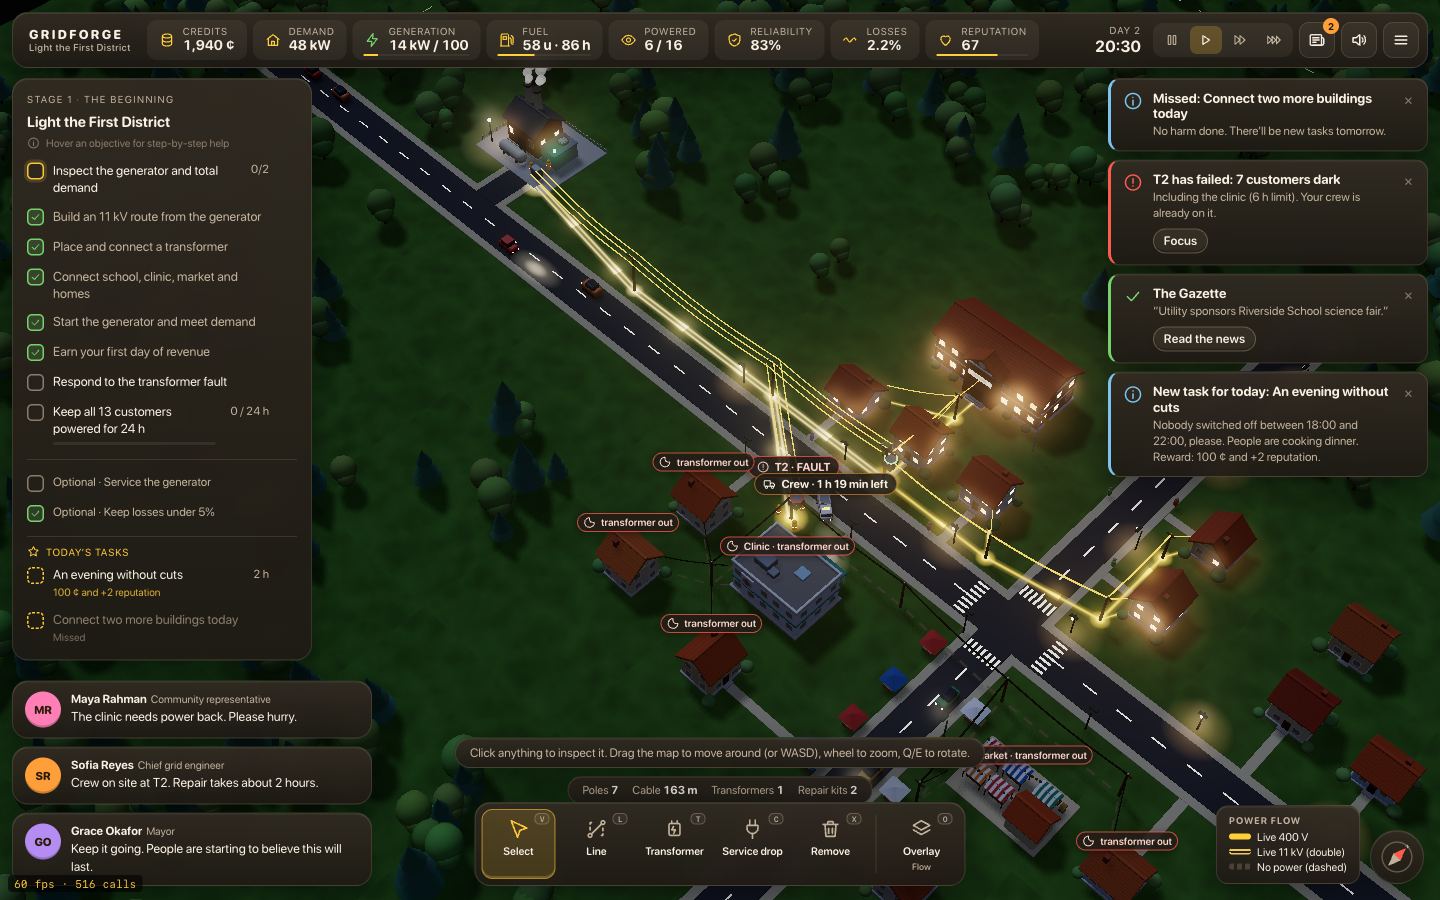 GRIDFORGE
Light the First District
CREDITS
1,940 ¢
DEMAND
48 kW
GENERATION
14 kW / 100
FUEL
58 u · 86 h
POWERED
6 / 16
RELIABILITY
83%
LOSSES
2.2%
REPUTATION
67
DAY 2
20:30
2
STAGE 1 · THE BEGINNING
Light the First District
Hover an objective for step-by-step help
Inspect the generator and total 0/2
demand
Build an 11 kV route from the generator
Place and connect a transformer
Connect school, clinic, market and
homes
Start the generator and meet demand
Earn your first day of revenue
Respond to the transformer fault
Keep all 13 customers 0 / 24 h
powered for 24 h
Optional · Service the generator
Optional · Keep losses under 5%
TODAY'S TASKS
An evening without cuts 2 h
100 ¢ and +2 reputation
Connect two more buildings today
Missed
MR
Maya Rahman Community representative
The clinic needs power back. Please hurry.
SR
Sofia Reyes Chief grid engineer
Crew on site at T2. Repair takes about 2 hours.
GO
Grace Okafor Mayor
Keep it going. People are starting to believe this will
last.
60 fps · 516 calls
Missed: Connect two more buildings
today
No harm done. There'll be new tasks tomorrow.
T2 has failed: 7 customers dark
Including the clinic (6 h limit). Your crew is
already on it.
Focus
The Gazette
“Utility sponsors Riverside School science fair.”
Read the news
New task for today: An evening without
cuts
Nobody switched off between 18:00 and
22:00, please. People are cooking dinner.
Reward: 100 ¢ and +2 reputation.
transformer out
T2 · FAULT
Crew · 1 h 19 min left
transformer out
Clinic · transformer out
transformer out
arket · transformer out
transformer out
Click anything to inspect it. Drag the map to move around (or WASD), wheel to zoom, Q/E to rotate.
Poles 7 Cable 163 m Transformers 1 Repair kits 2
V
Select
L
Line
T
Transformer
C
Service drop
X
Remove
O
Overlay
Flow
POWER FLOW
Live 400 V
Live 11 kV (double)
No power (dashed)